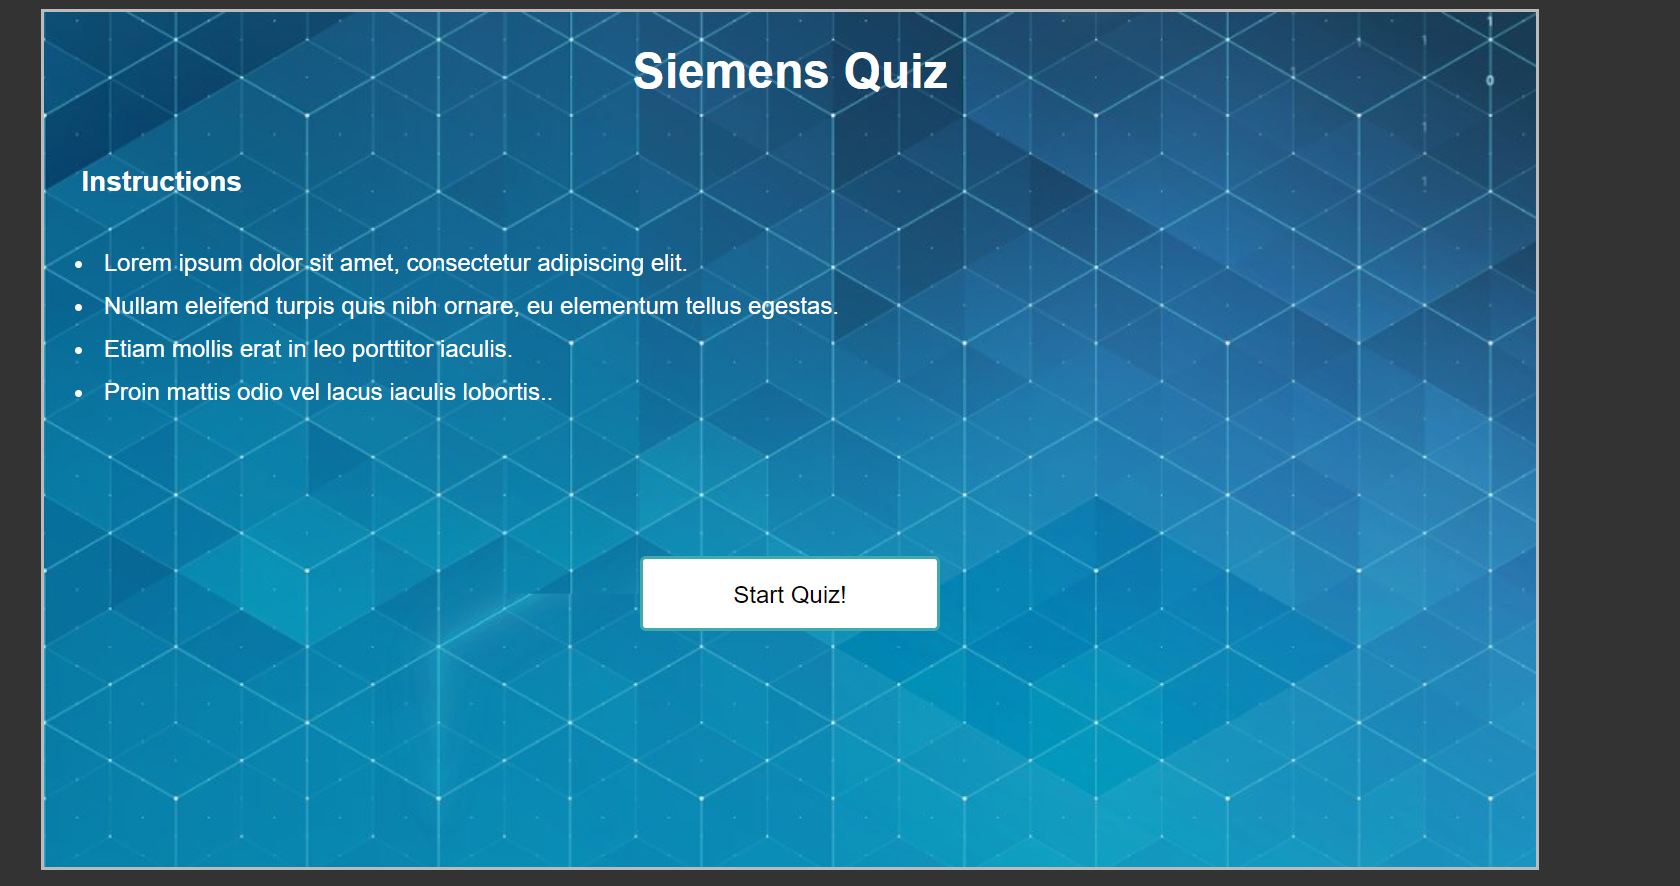 Siemens Quiz
Instructions
• Lorem ipsum dolor sit amet, consectetur adipiscing elit.
• Nullam eleifend turpis quis nibh ornare, eu elementum tellus egestas.
• Etiam mollis erat in leo porttitor iaculis.
• Proin mattis odio vel lacus iaculis lobortis..
Start Quiz!